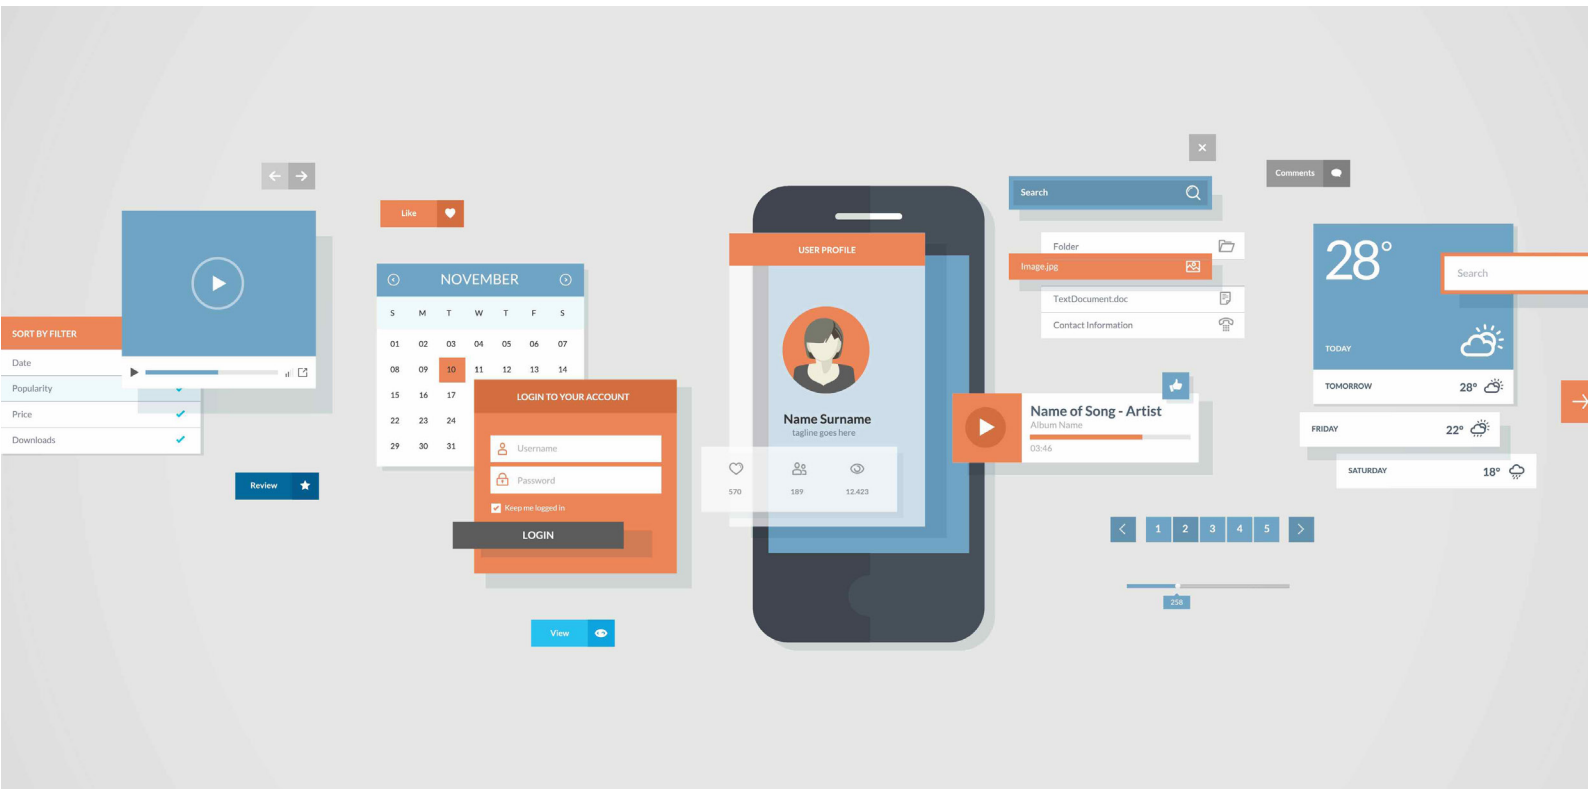 SORT BY FILTER
Date
Popularity
Price
Downloads
Review
Like
NOVEMBER
S M T W T F S
01 02 03 04 05 06 07
08 09 10 11 12 13 14
15 16 17
22 23 24
29 30 31
LOGIN TO YOUR ACCOUNT
Username
Password
Keep me logged in
LOGIN
View
USER PROFILE
Name Surname
tagline goes here
570 189 12,423
Search
Folder
Image.jpg
TextDocument.doc
Contact Information
Name of Song - Artist
Album Name
03:46
1 2 3 4 5
258
Comments
28°
Search
TODAY
TOMORROW 28°
FRIDAY 22°
SATURDAY 18°